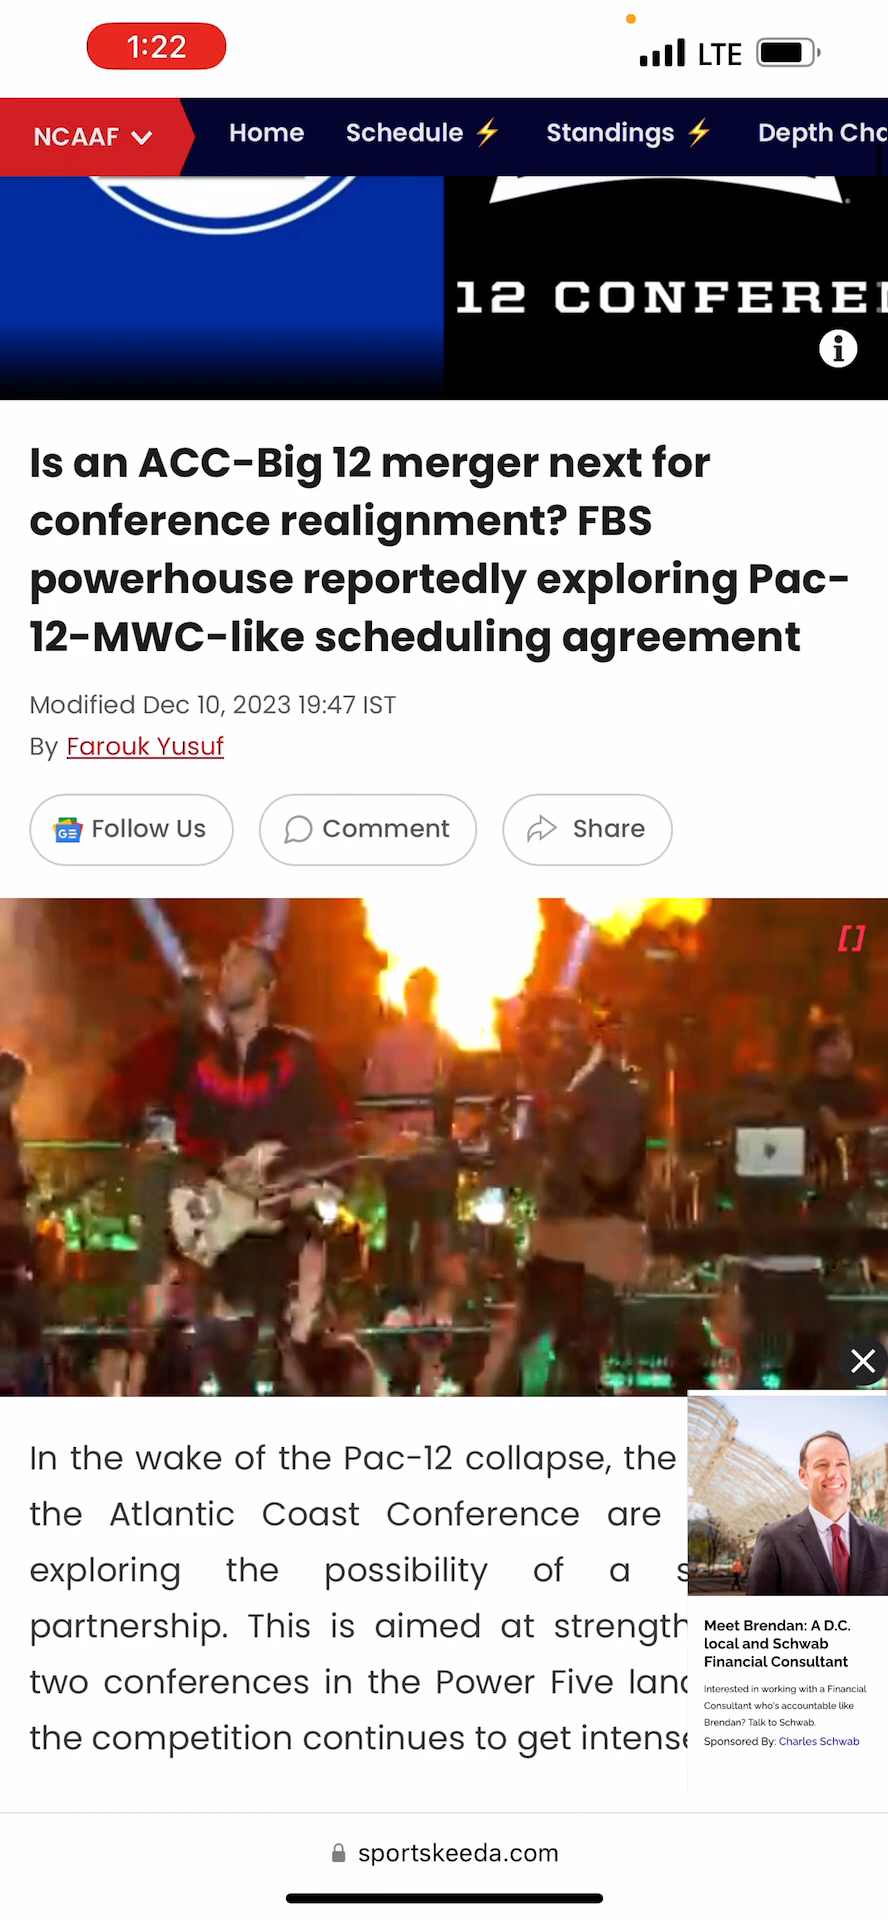 1:22
LTE
NCAAF
Home
Schedule
Standings
Depth Cha
12 CONFEREN
Is an ACC-Big 12 merger next for
conference realignment? FBS
powerhouse reportedly exploring Pac-
12-MWC-like scheduling agreement
Modified Dec 10, 2023 19:47 IST
By Farouk Yusuf
GE Follow Us
Comment
Share
In the wake of the Pac-12 collapse, the
the Atlantic Coast Conference are
exploring the possibility of a s
partnership. This is aimed at strength
two conferences in the Power Five land
the competition continues to get intense
Meet Brendan: A D.C.
local and Schwab
Financial Consultant
Interested in working with a Financial
Consultant who's accountable like
Brendan? Talk to Schwab.
Sponsored By: Charles Schwab
sportskeeda.com